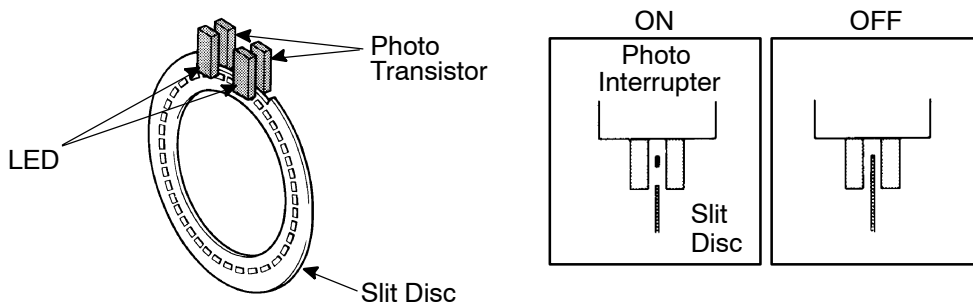 Photo
Transistor
LED
Slit Disc
ON
Photo
Interrupter
Slit
Disc
OFF